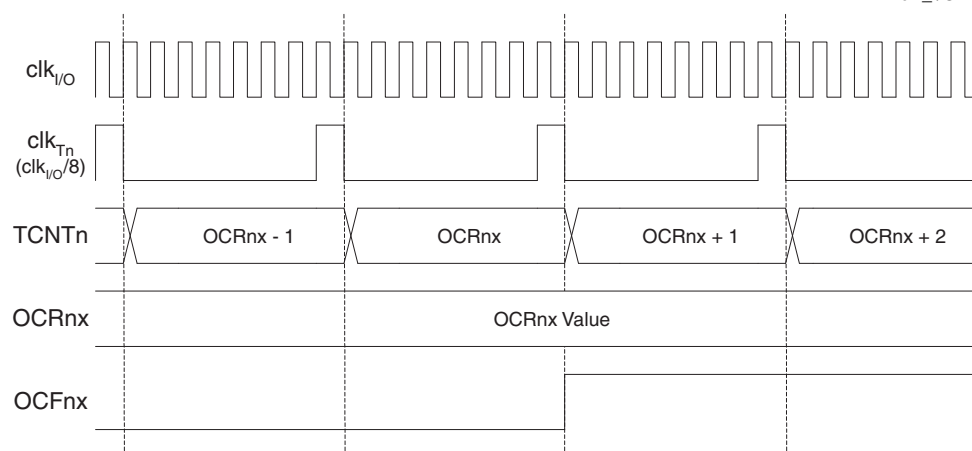 clkI/O
clkTn
(clkI/O/8)
TCNTn OCRnx - 1 OCRnx OCRnx + 1 OCRnx + 2
OCRnx OCRnx Value
OCFnx